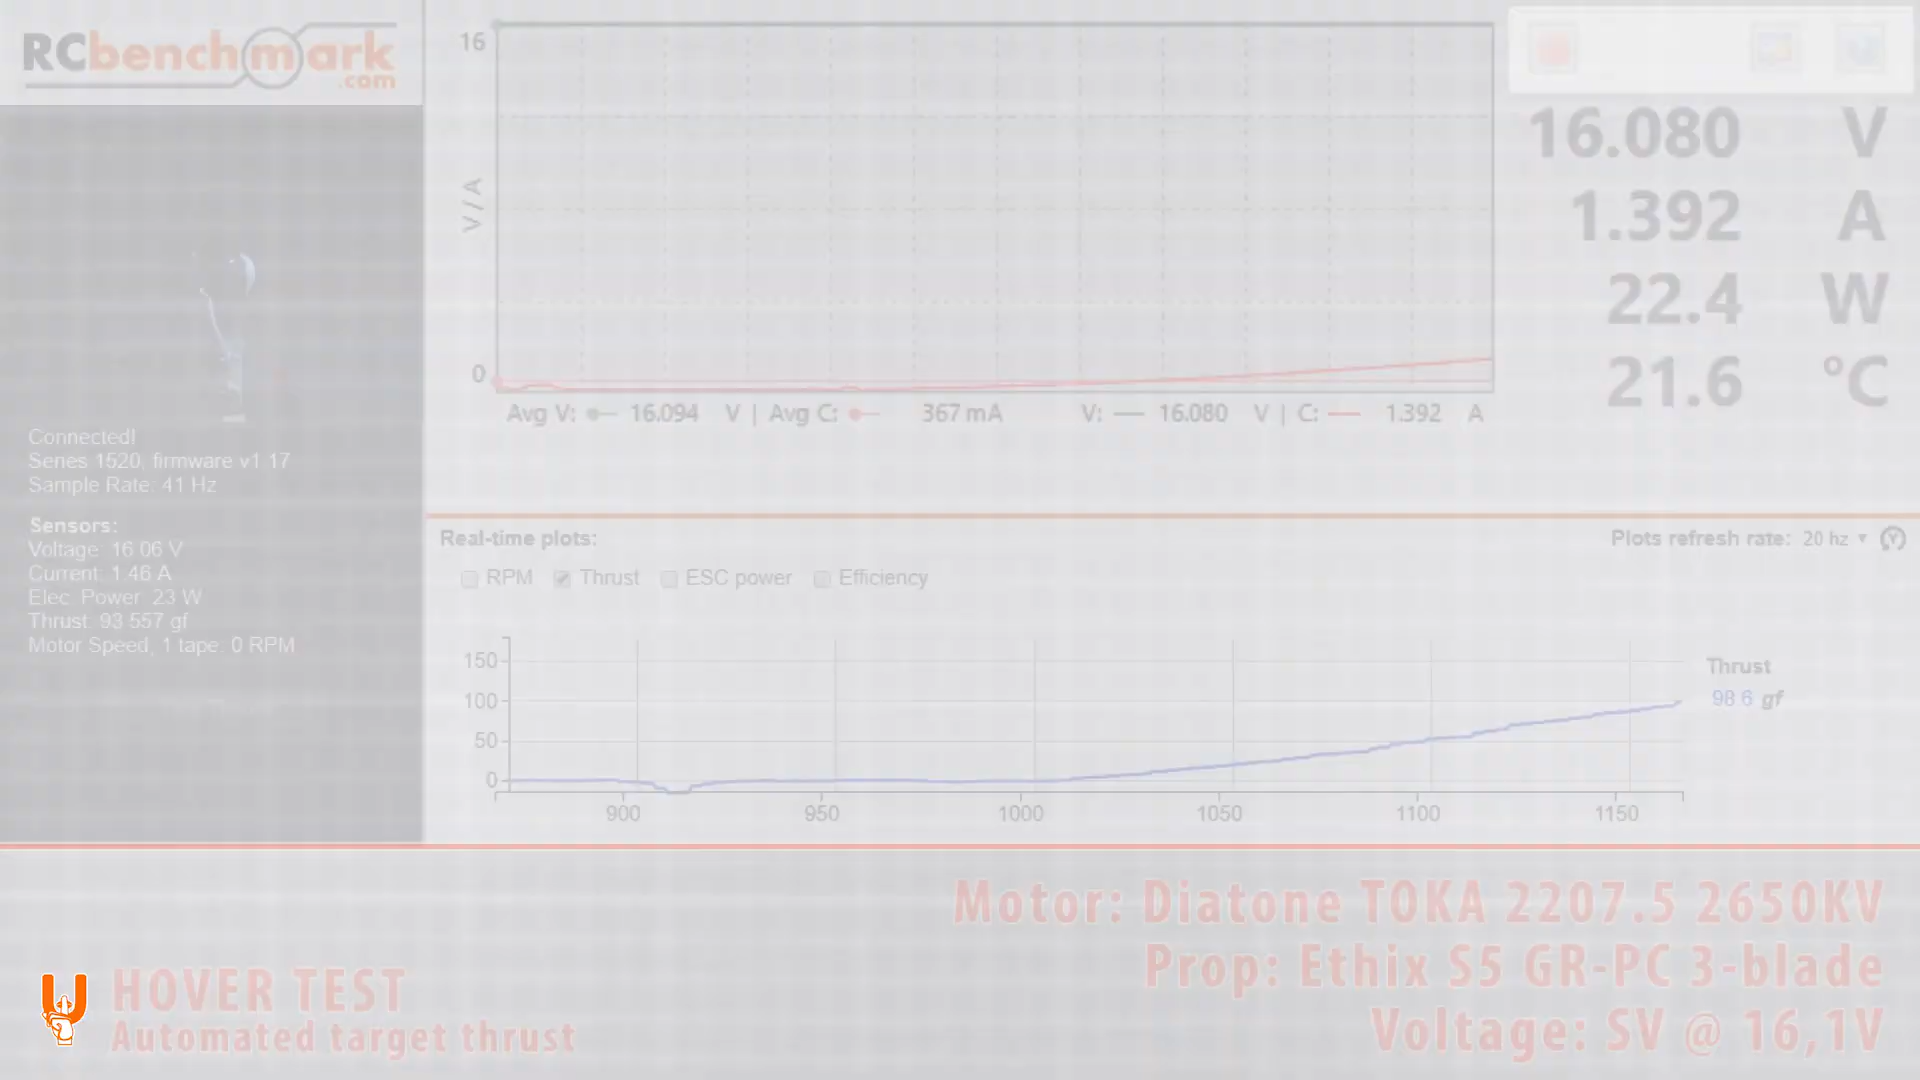 RCbenchmark
.com
16
V / A
0
Avg V: 16.094 V | Avg C: 367 mA V: 16.080 V | C: 1.392 A
16.080 V
1.392 A
22.4 W
21.6 °C
Connected!
Series 1520, firmware v1.17
Sample Rate: 41 Hz
Sensors:
Voltage: 16.06 V
Current: 1.46 A
Elec. Power: 23 W
Thrust: 93.557 gf
Motor Speed, 1 tape: 0 RPM
Real-time plots:
Plots refresh rate: 20 hz
RPM Thrust ESC power Efficiency
150
100
50
0
900 950 1000 1050 1100 1150
Thrust
98.6 gf
Motor: Diatone TOKA 2207.5 2650KV
Prop: Ethix S5 GR-PC 3-blade
Voltage: SV @ 16,1V
HOVER TEST
Automated target thrust